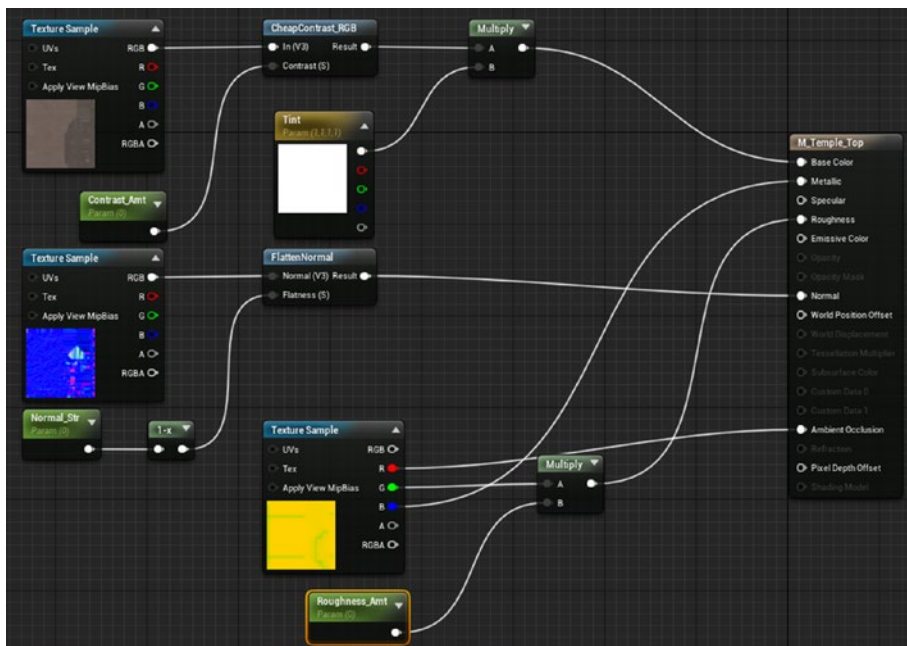 Texture Sample
UVs RGB
Tex R
Apply View MipBias G
B
A
RGBA
CheapContrast_RGB
In (V3) Result
Contrast (S)
Multiply
A
B
Tint
Param (1,1,1,1)
Contrast_Amt
Param (0)
Texture Sample
UVs RGB
Tex R
Apply View MipBias G
B
A
RGBA
FlattenNormal
Normal (V3) Result
Flatness (S)
Normal_Str
Param (0)
1-x
Texture Sample
UVs RGB
Tex R
Apply View MipBias G
B
A
RGBA
Multiply
A
B
Roughness_Amt
Param (0)
M_Temple_Top
Base Color
Metallic
Specular
Roughness
Emissive Color
Opacity
Opacity Mask
Normal
World Position Offset
World Displacement
Tessellation Multiplier
Subsurface Color
Custom Data 0
Custom Data 1
Ambient Occlusion
Refraction
Pixel Depth Offset
Shading Model